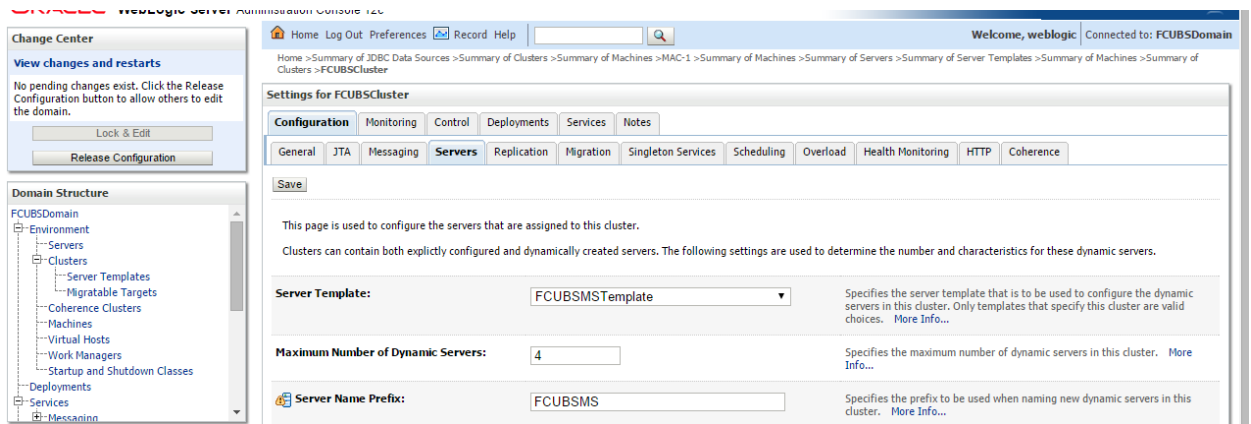 ORACLE WebLogic Server Administration Console 12c
Change Center
View changes and restarts
No pending changes exist. Click the Release
Configuration button to allow others to edit
the domain.
Lock & Edit
Release Configuration
Domain Structure
FCUBSDomain
Environment
Servers
Clusters
Server Templates
Migratable Targets
Coherence Clusters
Machines
Virtual Hosts
Work Managers
Startup and Shutdown Classes
Deployments
Services
Messaging
Home Log Out Preferences Record Help
Welcome, weblogic Connected to: FCUBSDomain
Home >Summary of JDBC Data Sources >Summary of Clusters >Summary of Machines >MAC-1 >Summary of Machines >Summary of Servers >Summary of Server Templates >Summary of Machines >Summary of
Clusters >FCUBSCluster
Settings for FCUBSCluster
Configuration Monitoring Control Deployments Services Notes
General JTA Messaging Servers Replication Migration Singleton Services Scheduling Overload Health Monitoring HTTP Coherence
Save
This page is used to configure the servers that are assigned to this cluster.
Clusters can contain both explictly configured and dynamically created servers. The following settings are used to determine the number and characteristics for these dynamic servers.
Server Template: FCUBSMSTemplate
Specifies the server template that is to be used to configure the dynamic
servers in this cluster. Only templates that specify this cluster are valid
choices. More Info...
Maximum Number of Dynamic Servers: 4
Specifies the maximum number of dynamic servers in this cluster. More
Info...
Server Name Prefix: FCUBSMS
Specifies the prefix to be used when naming new dynamic servers in this
cluster. More Info...